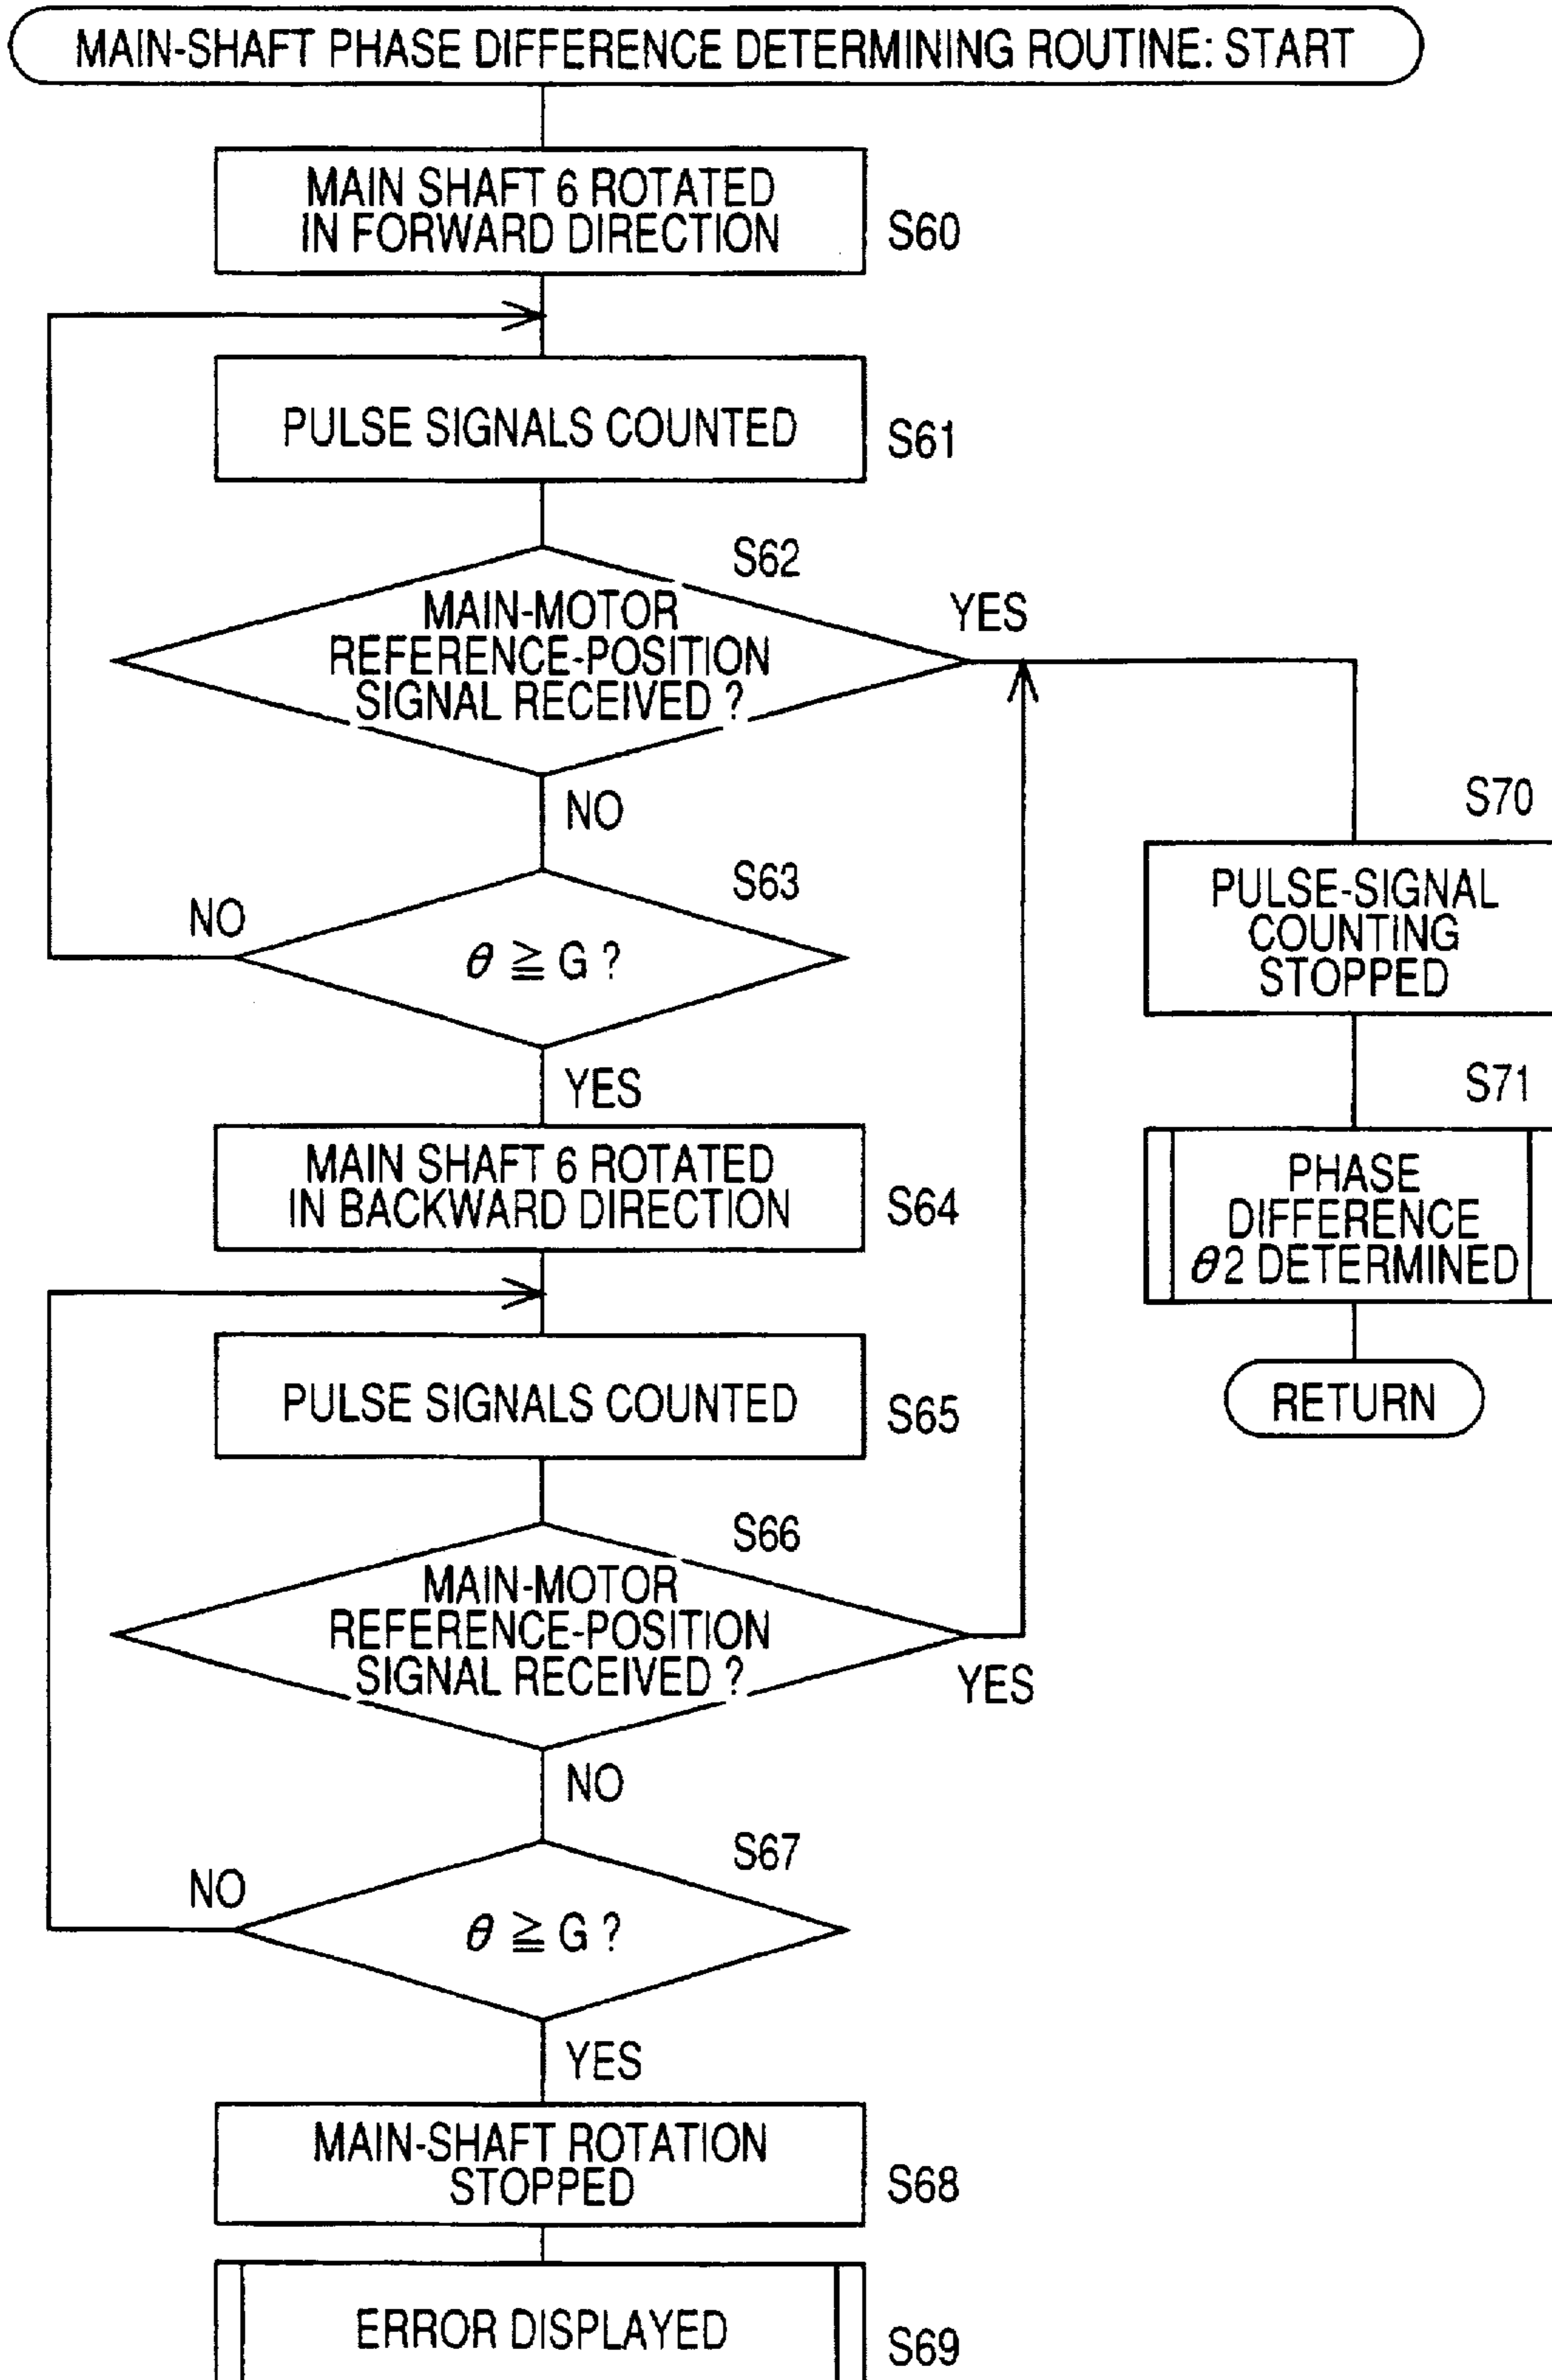 MAIN-SHAFT PHASE DIFFERENCE DETERMINING ROUTINE: START
MAIN SHAFT 6 ROTATED
IN FORWARD DIRECTION
S60
PULSE SIGNALS COUNTED
S61
S62
MAIN-MOTOR
REFERENCE-POSITION
SIGNAL RECEIVED ?
YES
NO
S63
NO
θ ≧ G ?
YES
MAIN SHAFT 6 ROTATED
IN BACKWARD DIRECTION
S64
PULSE SIGNALS COUNTED
S65
S66
MAIN-MOTOR
REFERENCE-POSITION
SIGNAL RECEIVED ?
YES
NO
S67
NO
θ ≧ G ?
YES
MAIN-SHAFT ROTATION
STOPPED
S68
ERROR DISPLAYED
S69
S70
PULSE-SIGNAL
COUNTING
STOPPED
S71
PHASE
DIFFERENCE
θ2 DETERMINED
RETURN